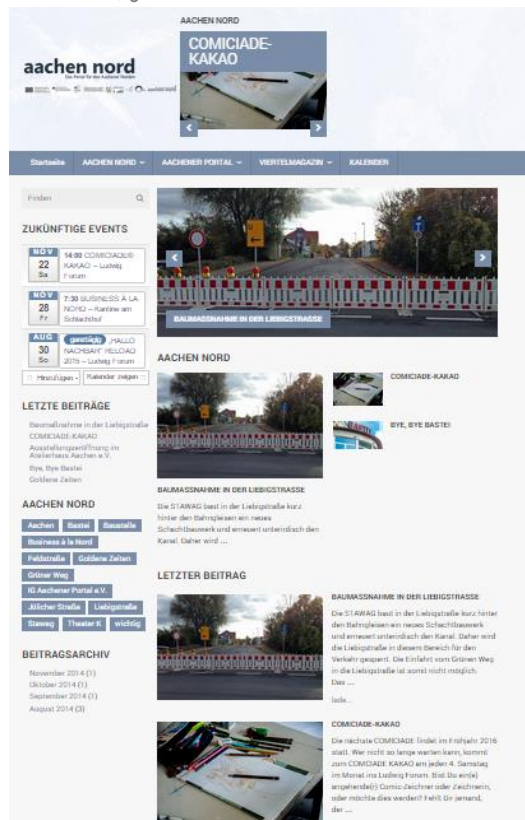 AACHEN NORD
COMICIADE-
KAKAO
aachen nord
Startseite
AACHEN NORD
AACHENER PORTAL
VIERTELMAGAZIN
KALENDER
Finden
ZUKÜNFTIGE EVENTS
NOV
22
Sa
14:00 COMICIADE®
KAKAO – Ludwig
Forum
NOV
28
Fr
7:30 BUSINESS À LA
NORD – Kantine am
Schlachthof
AUG
30
So
ganztägig „HALLO
NACHBAR" RELOAD
2015 – Ludwig Forum
Hinzufügen
Kalender zeigen
LETZTE BEITRÄGE
Baumaßnahme in der Liebigstraße
COMICIADE-KAKAO
Ausstellungseröffnung im
Atelierhaus Aachen e.V.
Bye, Bye Bastei
Goldene Zeiten
AACHEN NORD
Aachen Bastei Baustelle
Business à la Nord
Feldstraße Goldene Zeiten
Grüner Weg
IG Aachener Portal e.V.
Jülicher Straße Liebigstraße
Stawag Theater K wichtig
BEITRAGSARCHIV
November 2014 (1)
Oktober 2014 (1)
September 2014 (1)
August 2014 (3)
BAUMASSNAHME IN DER LIEBIGSTRASSE
AACHEN NORD
BAUMASSNAHME IN DER LIEBIGSTRASSE
Die STAWAG baut in der Liebigstraße kurz
hinter den Bahngleisen ein neues
Schachtbauwerk und erneuert unterirdisch den
Kanal. Daher wird ...
COMICIADE-KAKAO
BYE, BYE BASTEI
LETZTER BEITRAG
BAUMASSNAHME IN DER LIEBIGSTRASSE
Die STAWAG baut in der Liebigstraße kurz hinter
den Bahngleisen ein neues Schachtbauwerk
und erneuert unterirdisch den Kanal. Daher wird
die Liebigstraße in diesem Bereich für den
Verkehr gesperrt. Die Einfahrt vom Grünen Weg
in die Liebigstraße ist somit nicht möglich.
Das ...
lade...
COMICIADE-KAKAO
Die nächste COMICIADE findet im Frühjahr 2016
statt. Wer nicht so lange warten kann, kommt
zum COMICIADE KAKAO am jeden 4. Samstag
im Monat ins Ludwig Forum. Bist Du ein(e)
angehende(r) Comic-Zeichner oder Zeichnerin,
oder möchte dies werden? Fehlt Dir jemand,
der ...